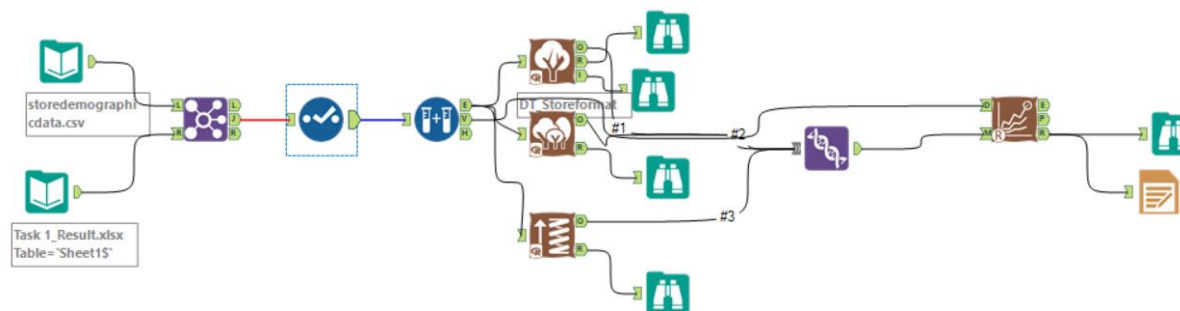 storedemographi
cdata.csv
Task 1_Result.xlsx
Table=`Sheet1$`
L
R
L
J
R
E
V
H
O
R
I
DT_Storeformat
O
R
O
R
#1
#2
#3
D
M
R
E
P
R